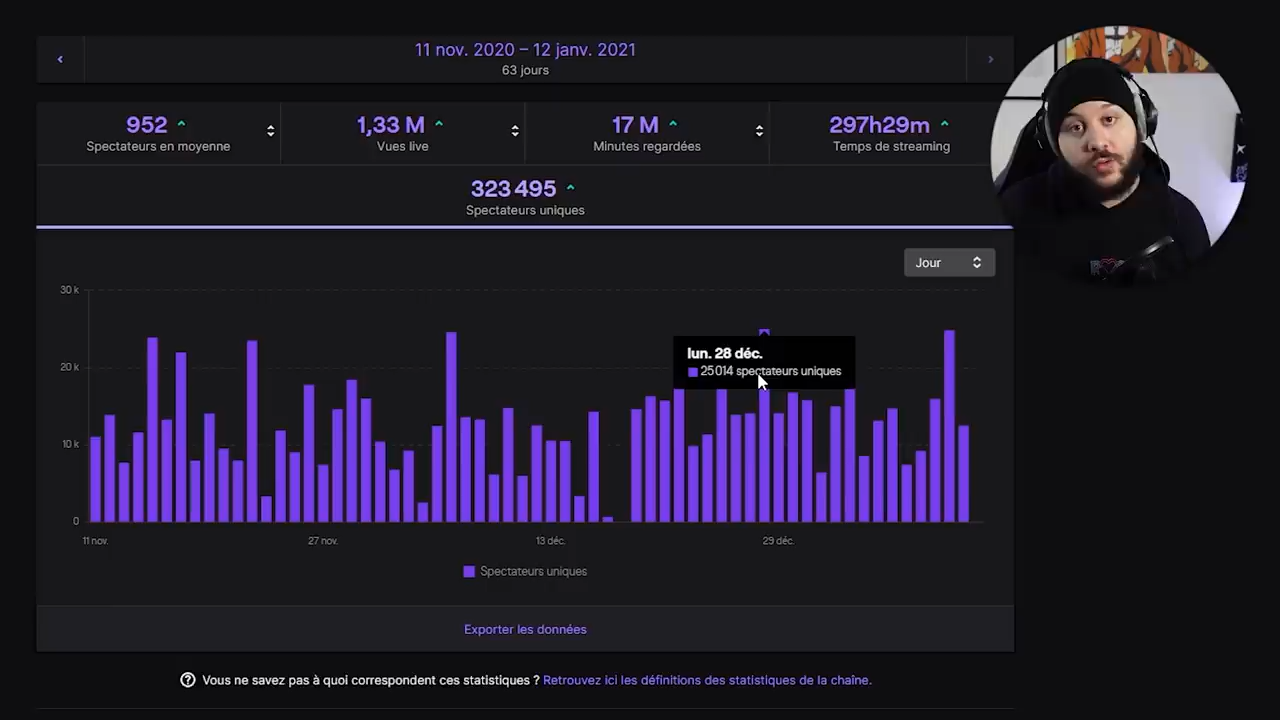 11 nov. 2020 – 12 janv. 2021
63 jours
952
Spectateurs en moyenne
1,33 M
Vues live
17 M
Minutes regardées
297h29m
Temps de streaming
323 495
Spectateurs uniques
Jour
30 k
20 k
10 k
0
lun. 28 déc.
25 014 spectateurs uniques
11 nov.
27 nov.
13 déc.
29 déc.
Spectateurs uniques
Exporter les données
Vous ne savez pas à quoi correspondent ces statistiques ? Retrouvez ici les définitions des statistiques de la chaîne.